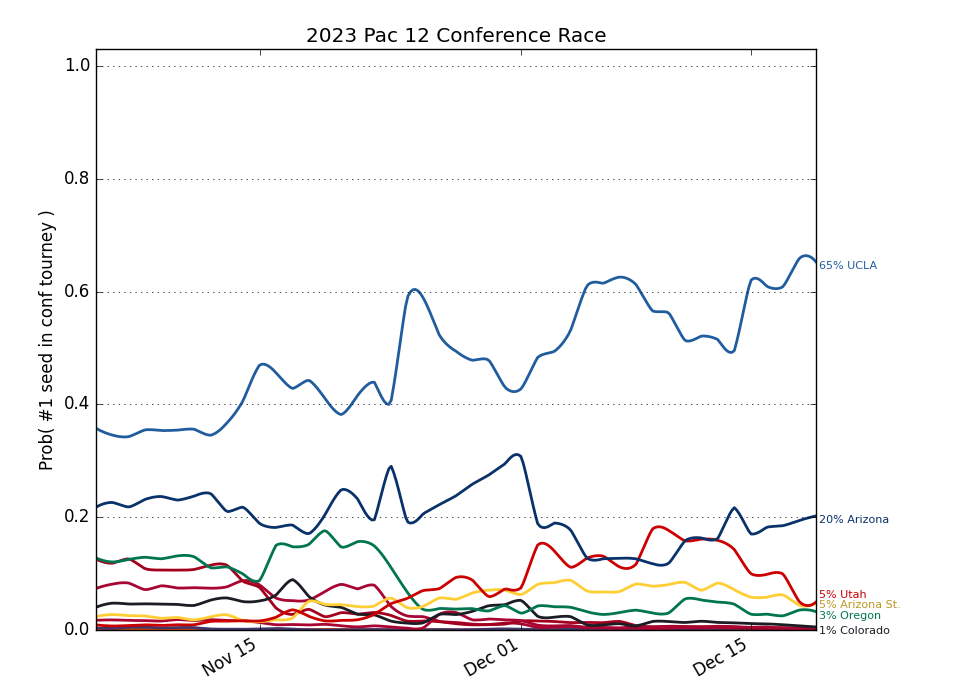 2023 Pac 12 Conference Race
Prob( #1 seed in conf tourney )
1.0
0.8
0.6
0.4
0.2
0.0
Nov 15
Dec 01
Dec 15
65% UCLA
20% Arizona
5% Utah
5% Arizona St.
3% Oregon
1% Colorado